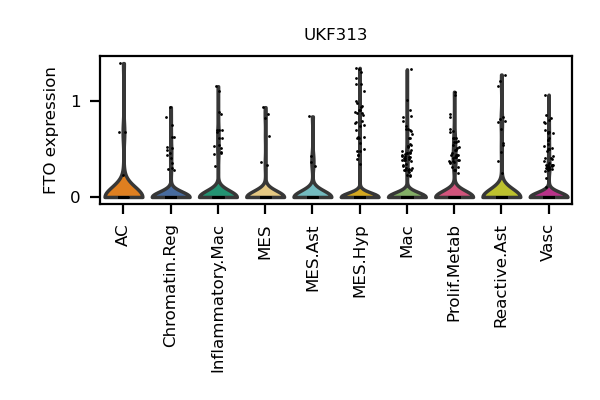 UKF313
FTO expression
1
0
AC
Chromatin.Reg
Inflammatory.Mac
MES
MES.Ast
MES.Hyp
Mac
Prolif.Metab
Reactive.Ast
Vasc